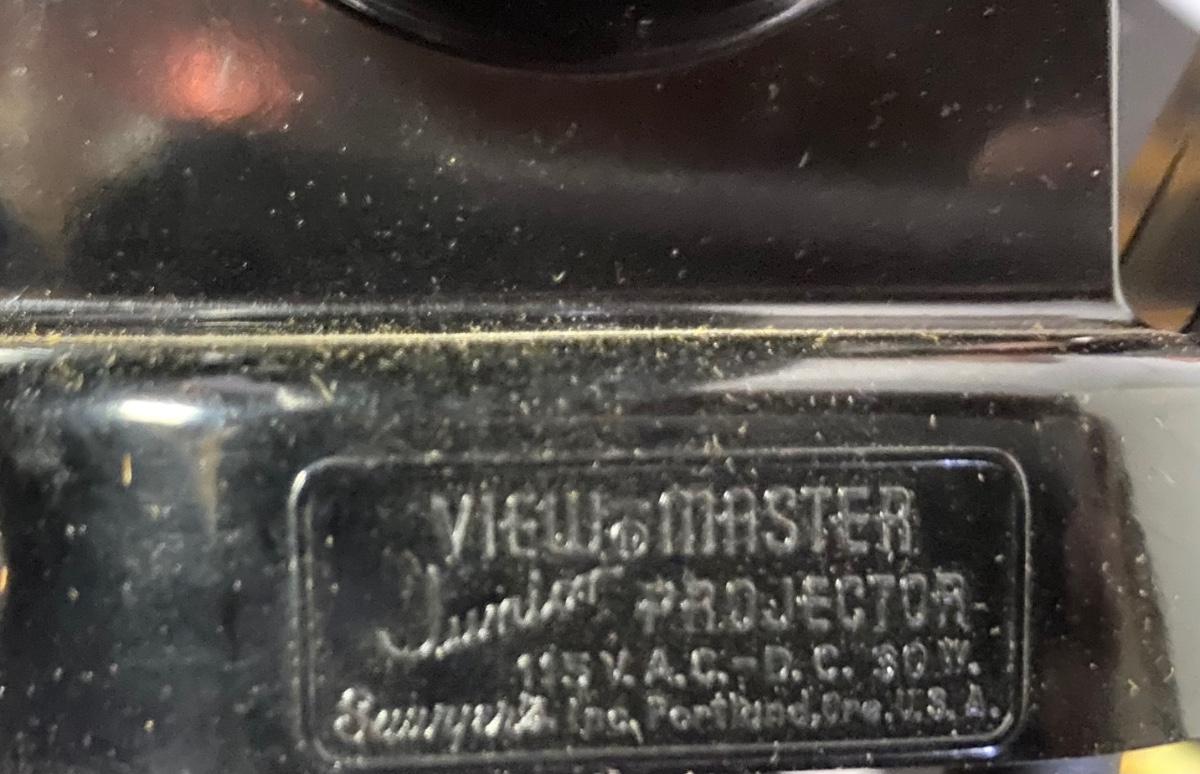 VIEW-MASTER ®
Junior PROJECTOR
115 V. A.C.-D.C. 30 W.
Sawyer's Inc, Portland, Ore, U.S.A.